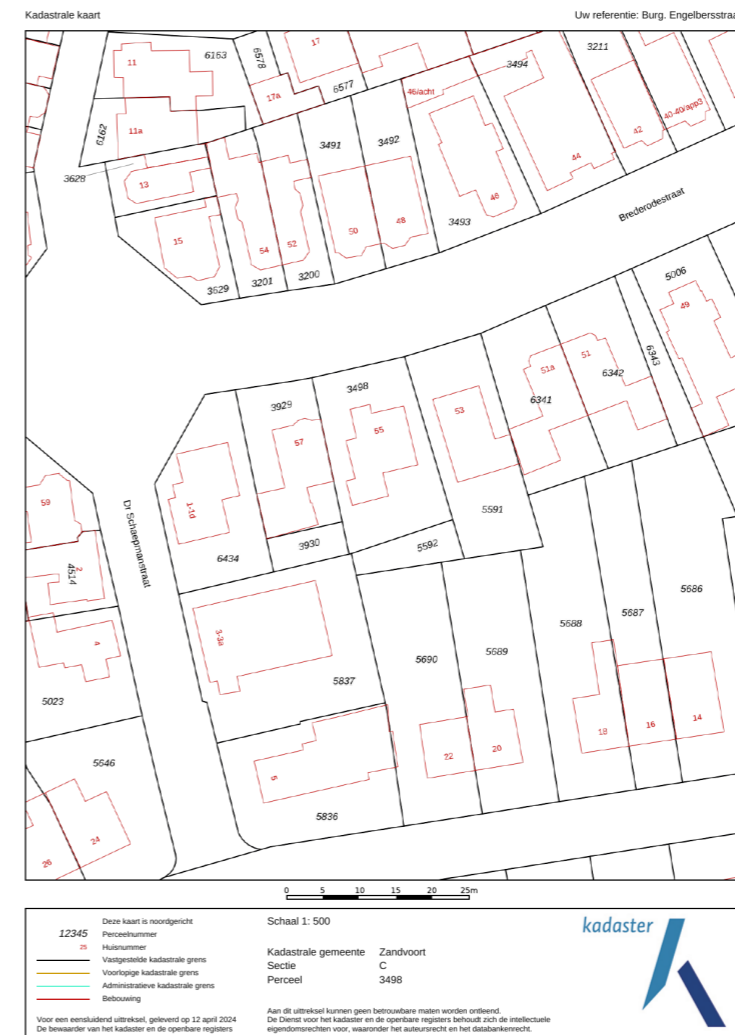 Kadastrale kaart
Uw referentie: Burg. Engelbersstraa
11
6163
6578
17
3211
3494
17a
6577
46/acht
40-40/app3
42
6162
11a
3491
3492
44
3628
13
46
3493
Brederodestraat
15
54
52
50
48
3629
3201
3200
5006
49
51a
51
6343
6342
6341
3929
3498
53
57
55
59
1-1d
Dr Schaepmanstraat
5591
6434
3930
5592
2
4514
5686
5687
5688
5689
5690
3-3a
4
5837
5023
18
16
14
20
22
5646
5
5836
24
26
0 5 10 15 20 25m
Deze kaart is noordgericht
12345 Perceelnummer
25 Huisnummer
Vastgestelde kadastrale grens
Voorlopige kadastrale grens
Administratieve kadastrale grens
Bebouwing
Voor een eensluidend uittreksel, geleverd op 12 april 2024
De bewaarder van het kadaster en de openbare registers
Schaal 1: 500
Kadastrale gemeente Zandvoort
Sectie C
Perceel 3498
Aan dit uittreksel kunnen geen betrouwbare maten worden ontleend.
De Dienst voor het kadaster en de openbare registers behoudt zich de intellectuele
eigendomsrechten voor, waaronder het auteursrecht en het databankenrecht.
kadaster